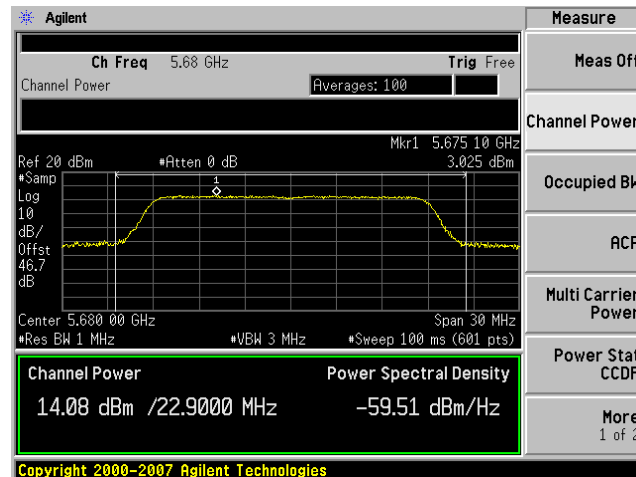 Agilent
Measure
Ch Freq 5.68 GHz Trig Free
Channel Power Averages: 100
Meas Off
Channel Power
Mkr1 5.675 10 GHz
Ref 20 dBm #Atten 0 dB 3.025 dBm
#Samp
Log
10
dB/
Offst
46.7
dB
1
Center 5.680 00 GHz Span 30 MHz
#Res BW 1 MHz #VBW 3 MHz #Sweep 100 ms (601 pts)
Channel Power Power Spectral Density
14.08 dBm /22.9000 MHz -59.51 dBm/Hz
Occupied BW
ACP
Multi Carrier
Power
Power Stat
CCDF
More
1 of 2
Copyright 2000-2007 Agilent Technologies